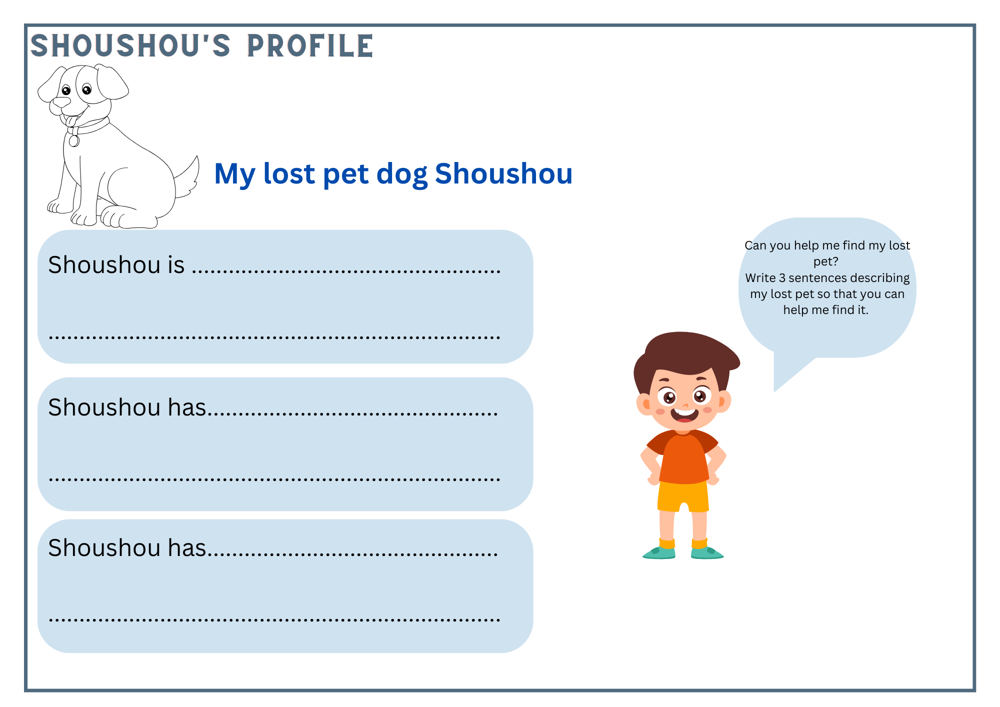 SHOUSHOU'S PROFILE
My lost pet dog Shoushou
Shoushou is ..................................................
.........................................................................
Shoushou has...............................................
.........................................................................
Shoushou has...............................................
.........................................................................
Can you help me find my lost
pet?
Write 3 sentences describing
my lost pet so that you can
help me find it.